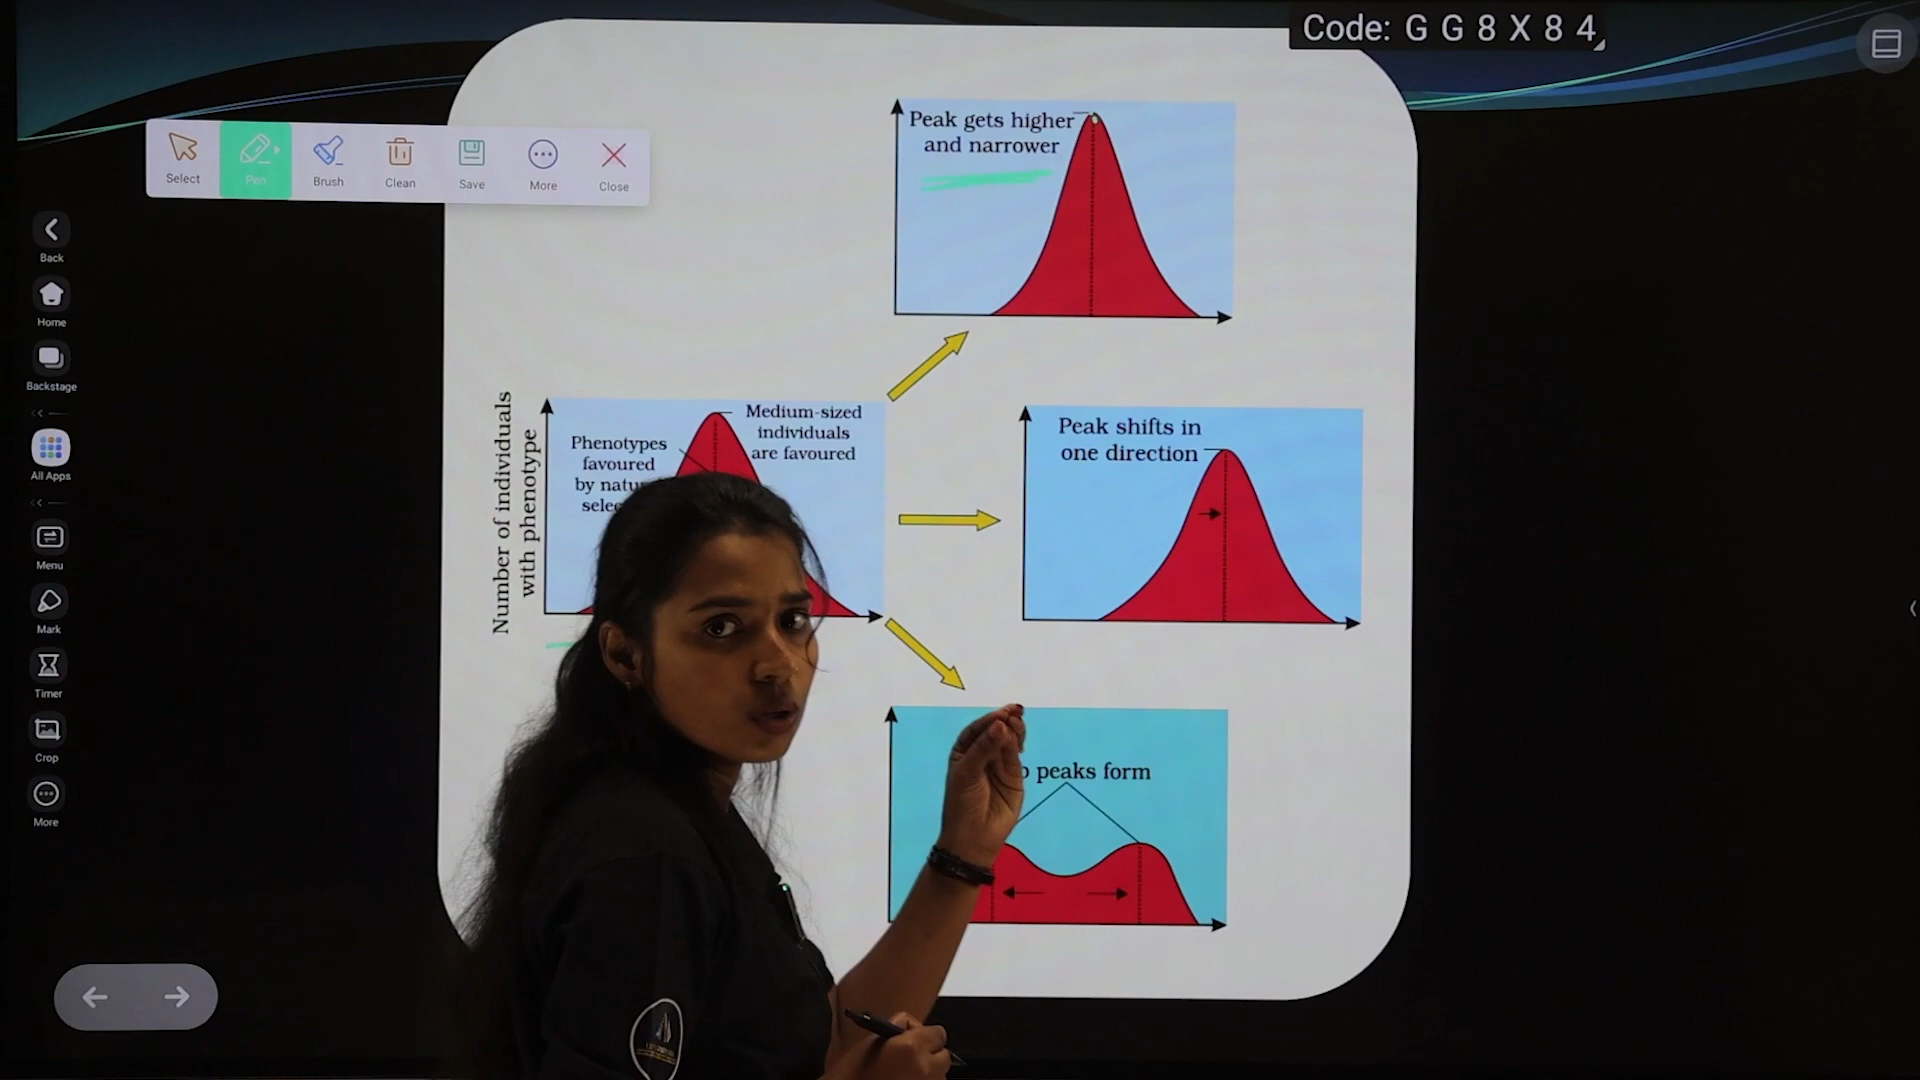 Code: G G 8 X 8 4
Select
Pen
Brush
Clean
Save
More
Close
Back
Home
Backstage
All Apps
Menu
Mark
Timer
Crop
More
Peak gets higher
and narrower
Number of individuals
with phenotype
Phenotypes
favoured
by
Medium-sized
individuals
are favoured
Peak shifts in
one direction
peaks form